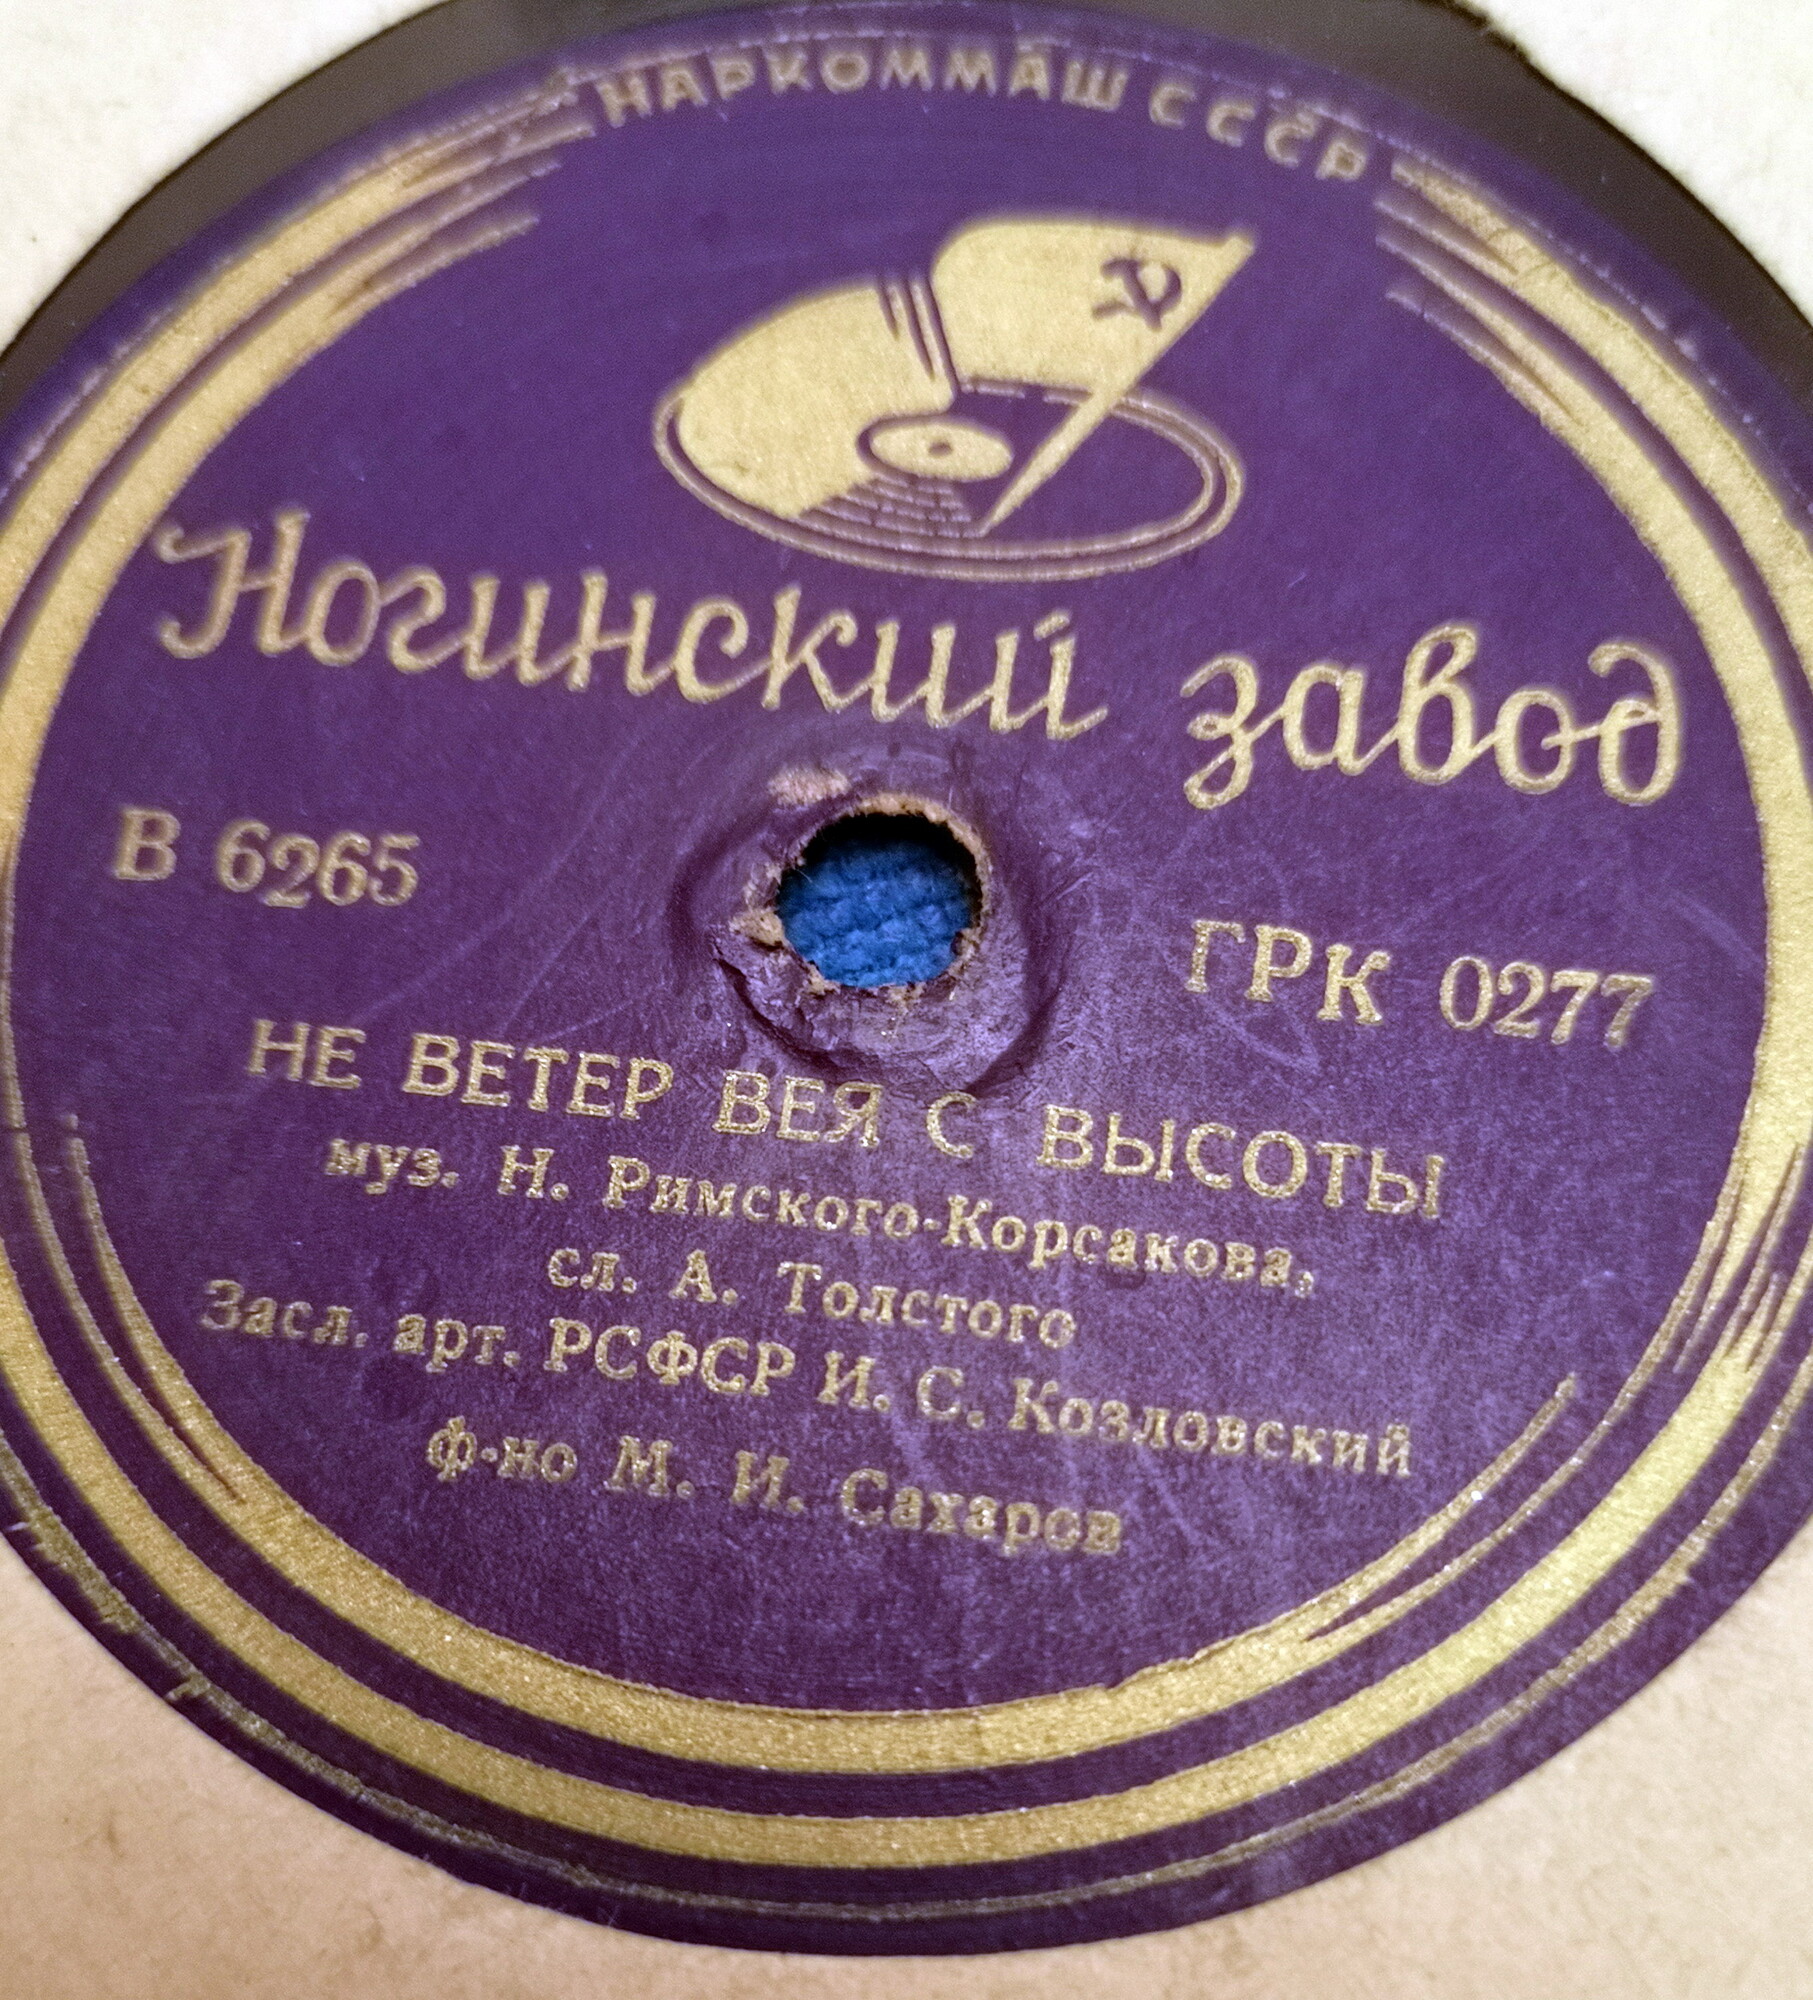 НАРКОММАШ СССР
Ногинский завод
В 6265
ГРК 0277
НЕ ВЕТЕР ВЕЯ С ВЫСОТЫ
муз. Н. Римского-Корсакова,
сл. А. Толстого
Засл. арт. РСФСР И. С. Козловский
ф-но М. И. Сахаров